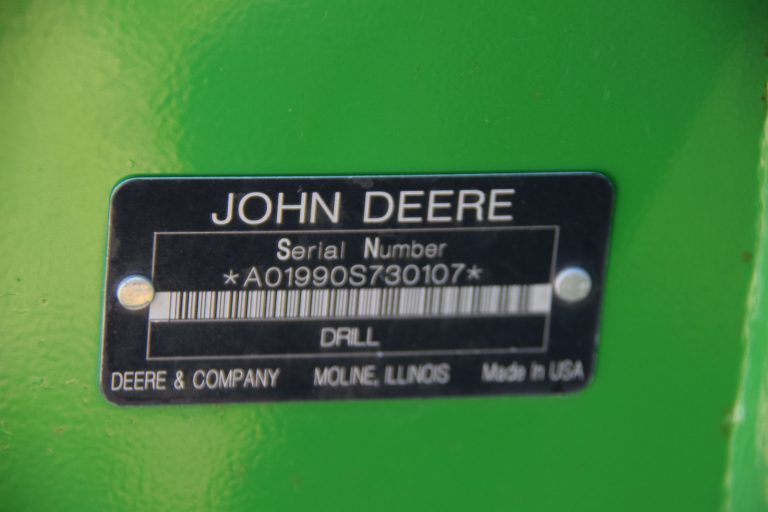 JOHN DEERE
Serial Number
*A01990S730107*
DRILL
DEERE & COMPANY MOLINE, ILLINOIS Made In USA